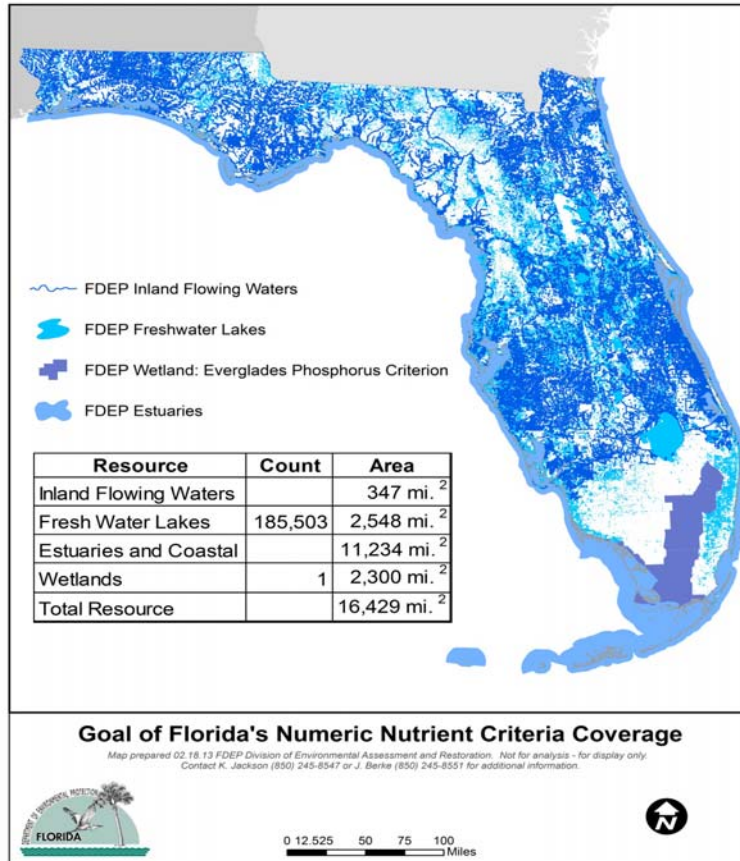 FDEP Inland Flowing Waters
FDEP Freshwater Lakes
FDEP Wetland: Everglades Phosphorus Criterion
FDEP Estuaries
Resource Count Area
Inland Flowing Waters 347 mi. 2
Fresh Water Lakes 185,503 2,548 mi. 2
Estuaries and Coastal 11,234 mi. 2
Wetlands 1 2,300 mi. 2
Total Resource 16,429 mi. 2
Goal of Florida's Numeric Nutrient Criteria Coverage
Map prepared 02.18.13 FDEP Division of Environmental Assessment and Restoration. Not for analysis - for display only.
Contact K. Jackson (850) 245-8547 or J. Berke (850) 245-8551 for additional information.
DEPARTMENT OF ENVIRONMENTAL PROTECTION
FLORIDA
N
0 12.525 50 75 100
Miles